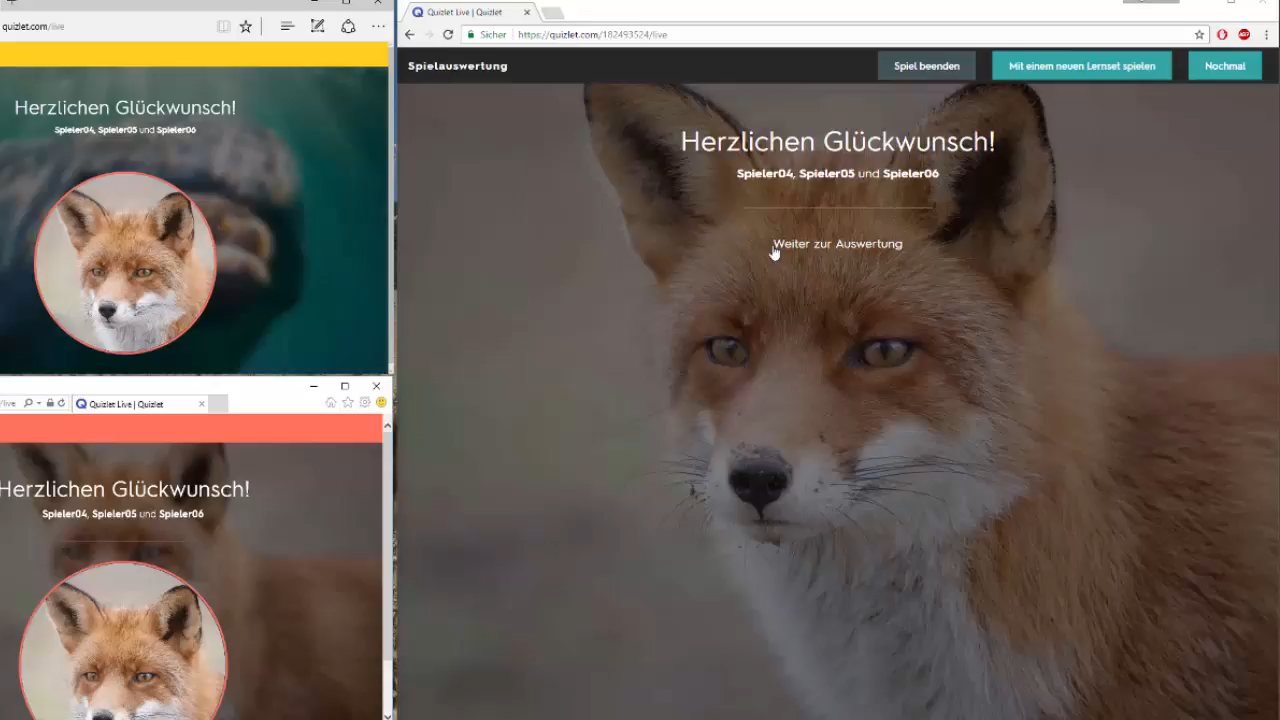 quizlet.com/live
Herzlichen Glückwunsch!
Spieler04, Spieler05 und Spieler06
/live
Quizlet Live | Quizlet
Herzlichen Glückwunsch!
Spieler04, Spieler05 und Spieler06
Quizlet Live | Quizlet
Sicher
https://quizlet.com/182493524/live
Spielauswertung
Spiel beenden
Mit einem neuen Lernset spielen
Nochmal
Herzlichen Glückwunsch!
Spieler04, Spieler05 und Spieler06
Weiter zur Auswertung